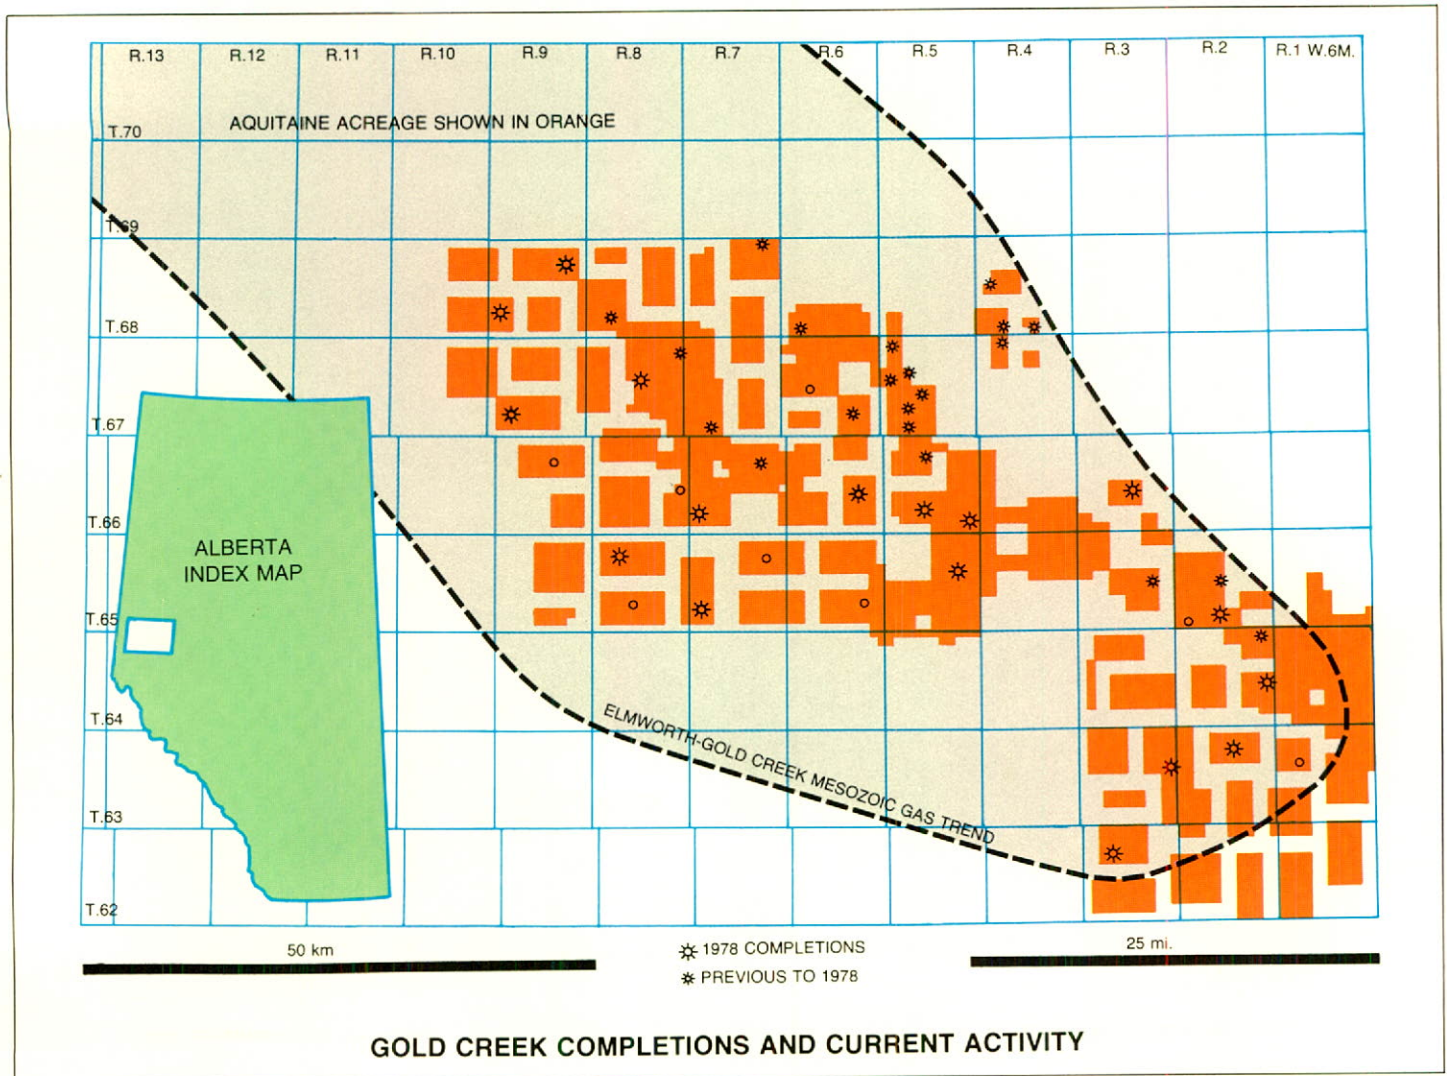 R.13 R.12 R.11 R.10 R.9 R.8 R.7 R.6 R.5 R.4 R.3 R.2 R.1 W.6M.
AQUITAINE ACREAGE SHOWN IN ORANGE
T.70
T.69
T.68
T.67
T.66
ALBERTA
INDEX MAP
T.65
T.64
ELMWORTH-GOLD CREEK MESOZOIC GAS TREND
T.63
T.62
50 km
1978 COMPLETIONS
25 mi.
PREVIOUS TO 1978
GOLD CREEK COMPLETIONS AND CURRENT ACTIVITY